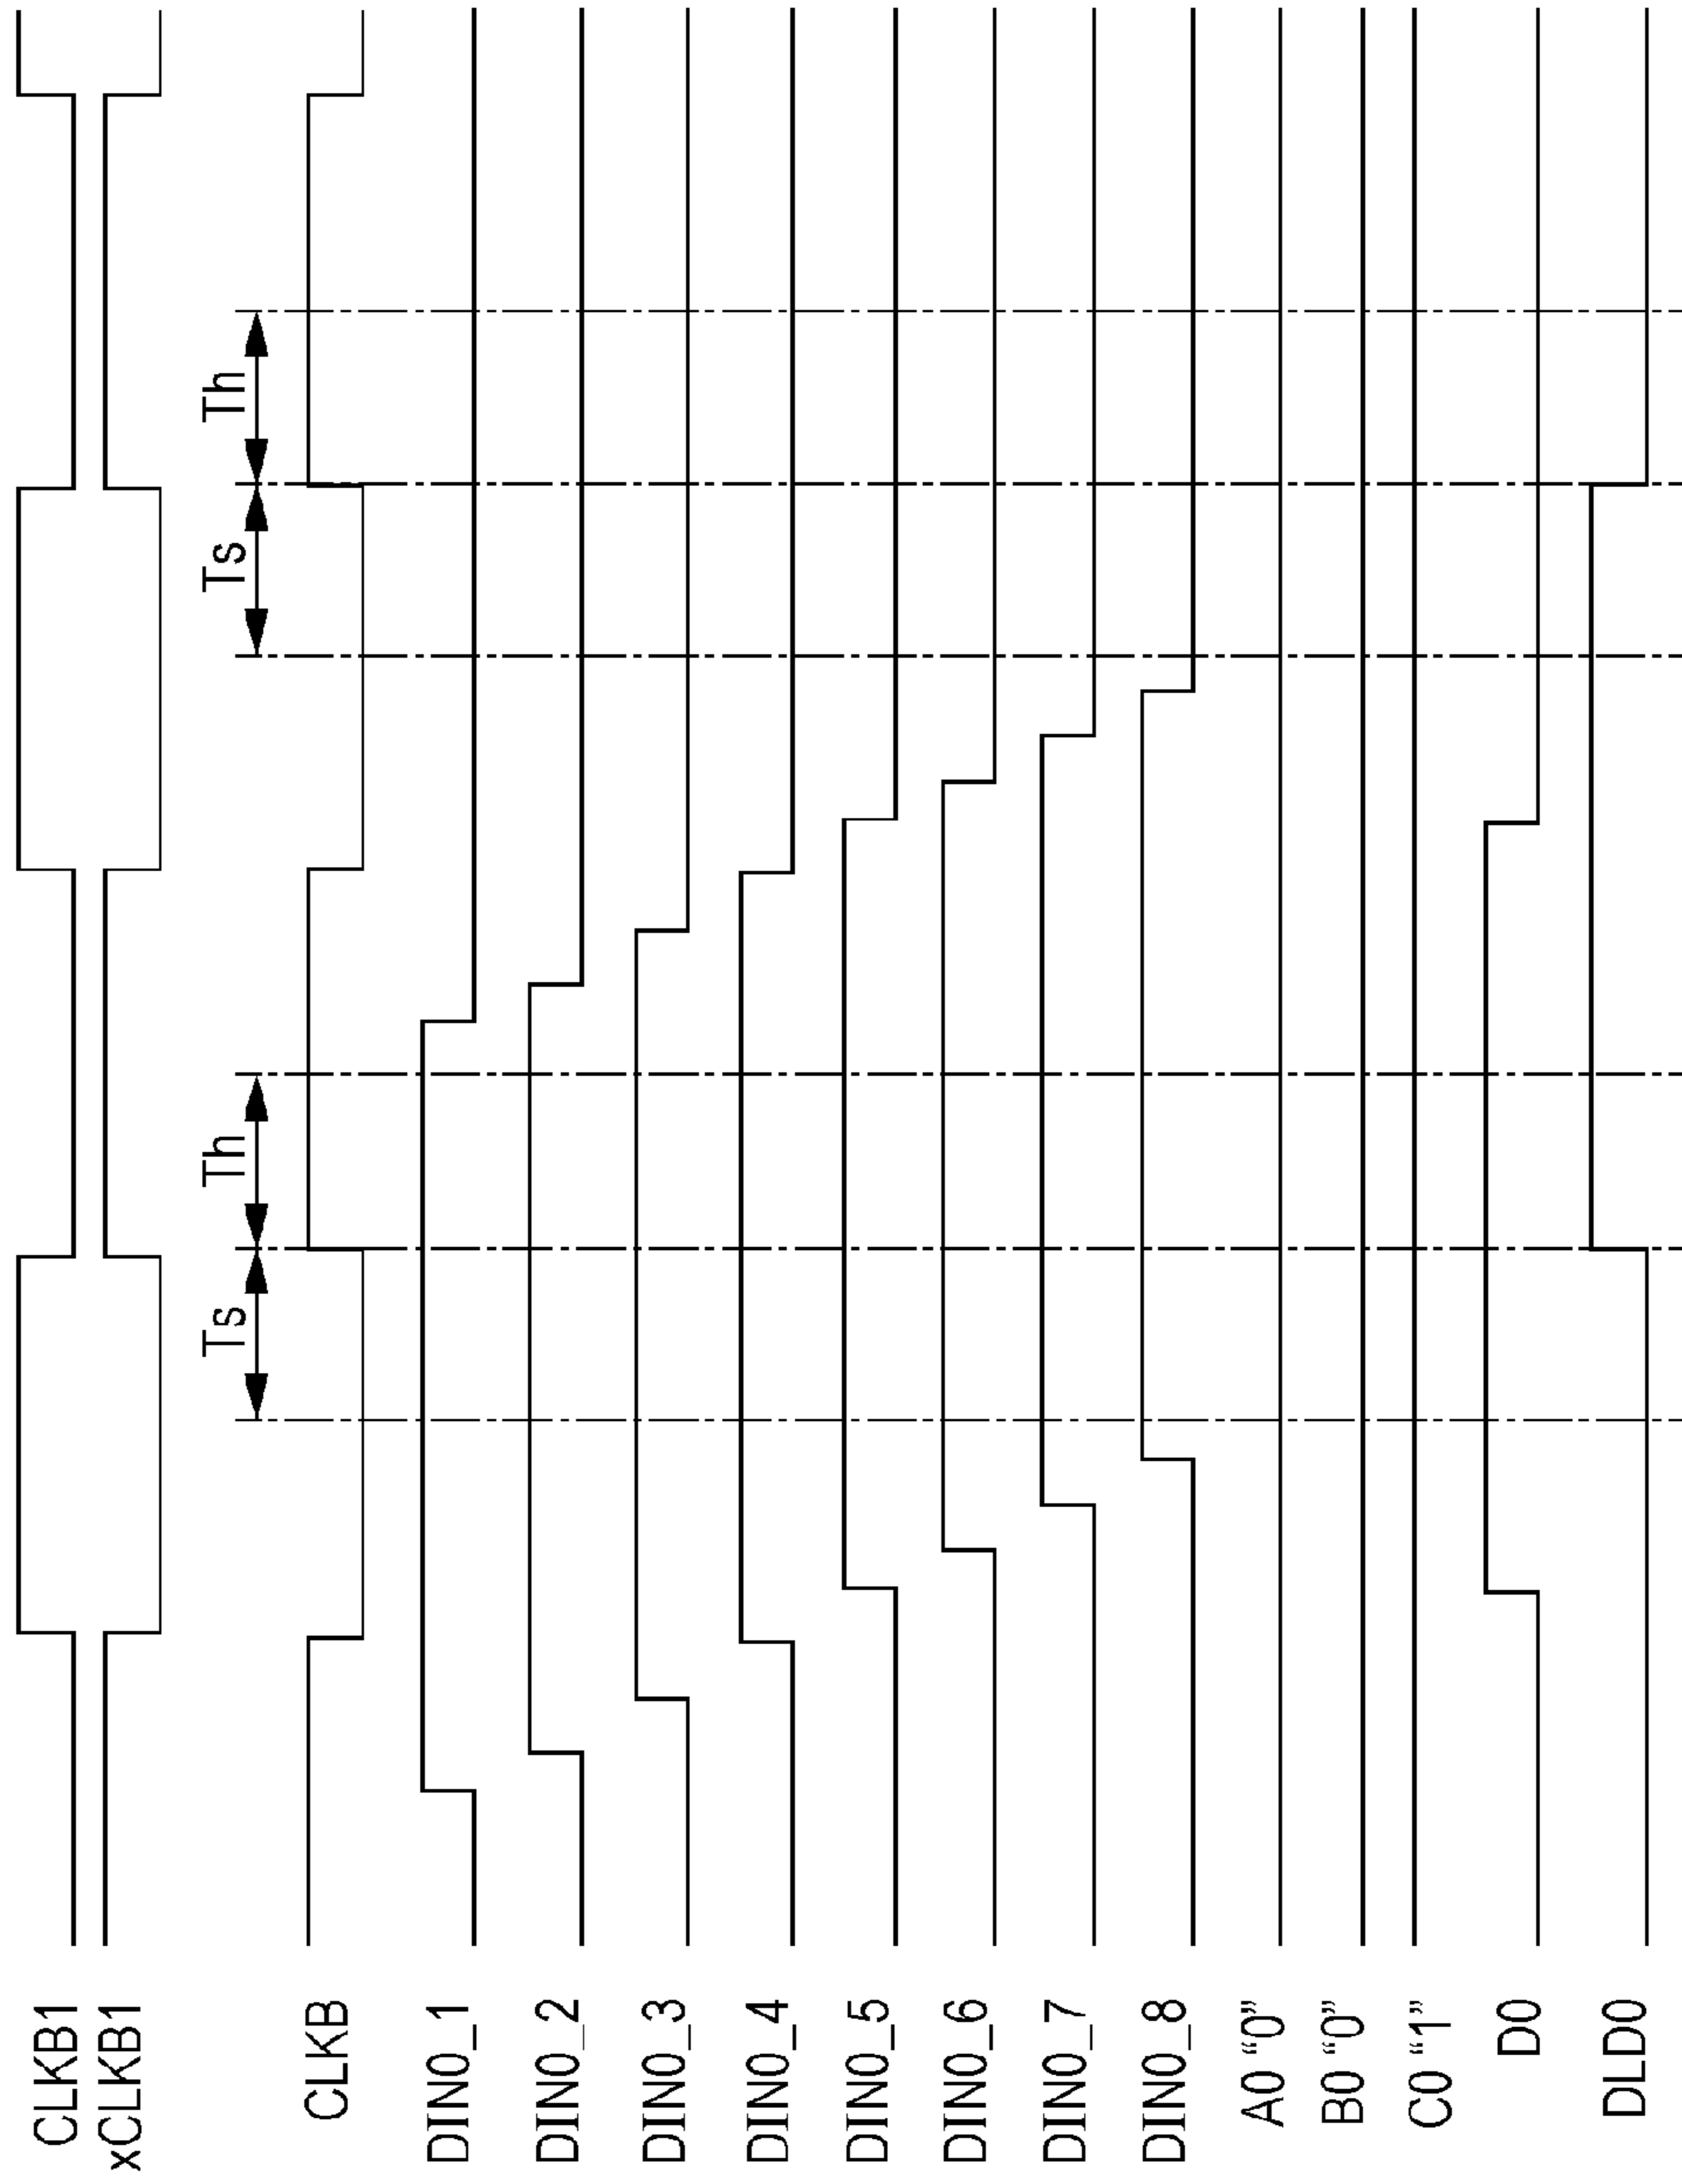 CLKB1
xCLKB1
Ts Th Ts Th
CLKB
DIN0_1
DIN0_2
DIN0_3
DIN0_4
DIN0_5
DIN0_6
DIN0_7
DIN0_8
A0 “0”
B0 “0”
C0 “1”
D0
DLD0